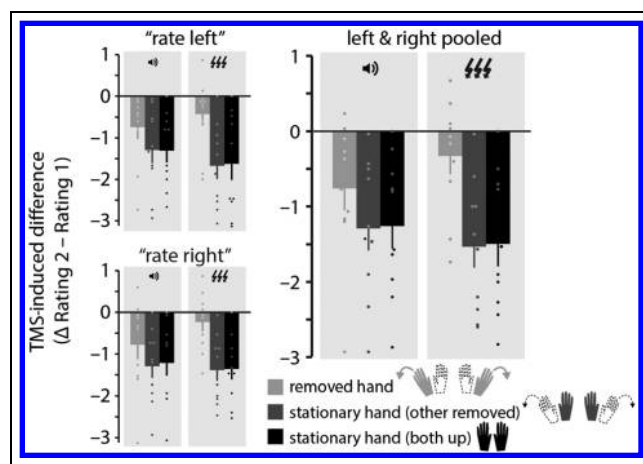 "rate left"
left & right pooled
1
0
−1
−2
−3
"rate right"
1
0
−1
−2
−3
1
0
−1
−2
−3
TMS-induced difference
(Δ Rating 2 – Rating 1)
removed hand
stationary hand (other removed)
stationary hand (both up)